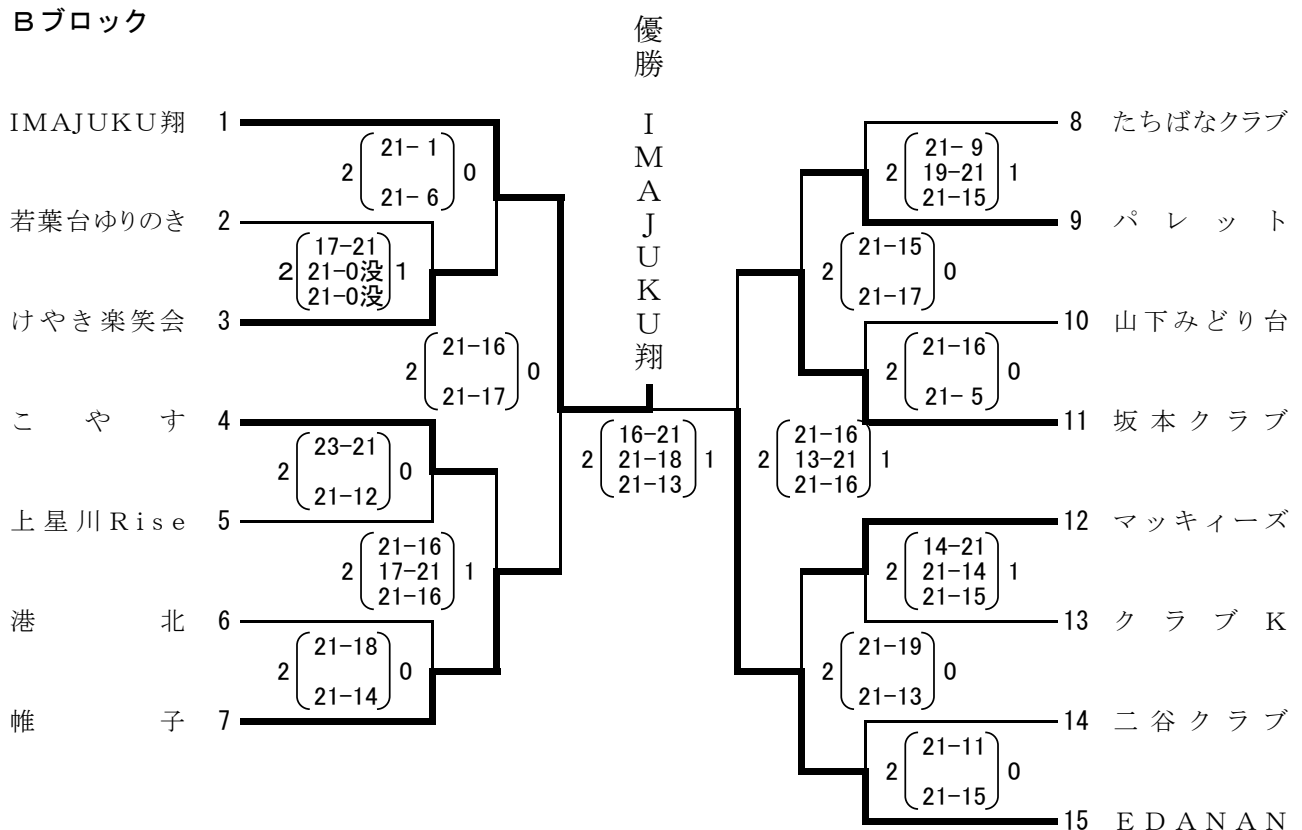 Bブロック
優勝 IMAJUKU翔
IMAJUKU翔 1
2 21- 1 0
21- 6
若葉台ゆりのき 2
17-21
2 21-0没 1
21-0没
けやき楽笑会 3
21-16
2 0
21-17
こやす 4
23-21
2 0
21-12
上星川Rise 5
21-16
2 17-21 1
21-16
港北 6
21-18
2 0
21-14
帷子 7
16-21
2 21-18 1
21-13
8 たちばなクラブ
21- 9
2 19-21 1
21-15
9 パレット
21-15
2 0
21-17
10 山下みどり台
21-16
2 0
21- 5
11 坂本クラブ
21-16
2 13-21 1
21-16
12 マッキィーズ
14-21
2 21-14 1
21-15
13 クラブK
21-19
2 0
21-13
14 二谷クラブ
21-11
2 0
21-15
15 EDANAN